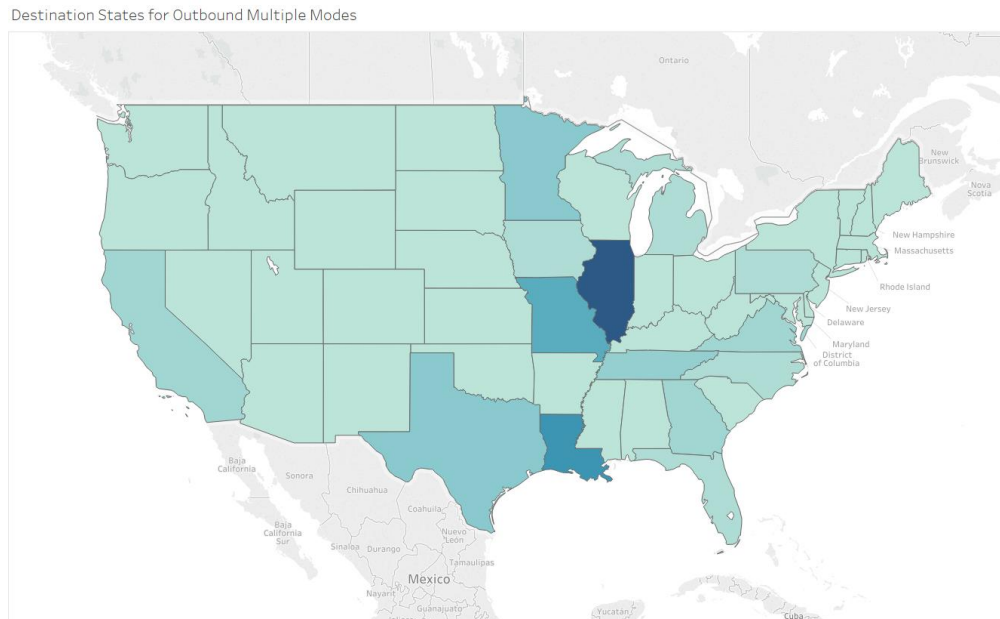 Destination States for Outbound Multiple Modes
Ontario
New
Brunswick
Nova
Scotia
New Hampshire
Massachusetts
Rhode Island
New Jersey
Delaware
Maryland
District
of Columbia
Baja
California
Sonora
Chihuahua
Coahuila
Baja
California
Sur
Nuevo
León
Sinaloa
Durango
Tamaulipas
Mexico
Nayarit
Guanajuato
Yucatán
Cuba